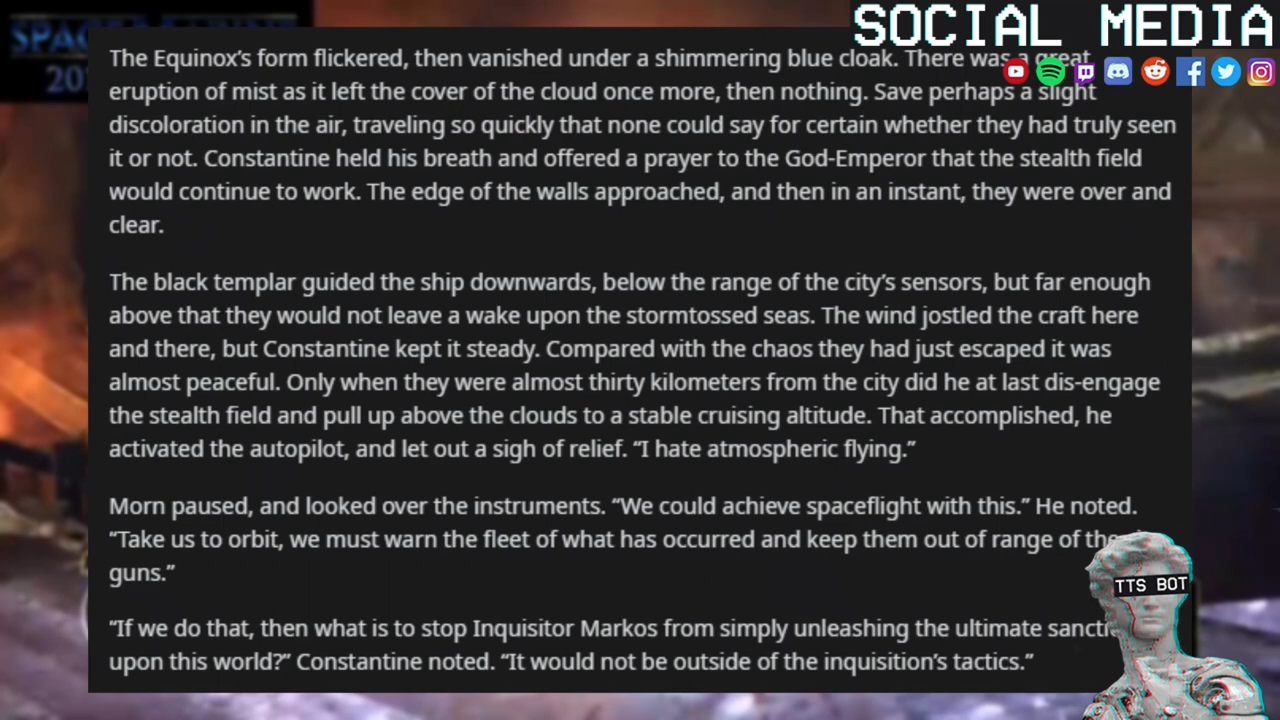 SOCIAL MEDIA
SPAC
20
The Equinox’s form flickered, then vanished under a shimmering blue cloak. There was a great
eruption of mist as it left the cover of the cloud once more, then nothing. Save perhaps a slight
discoloration in the air, traveling so quickly that none could say for certain whether they had truly seen
it or not. Constantine held his breath and offered a prayer to the God-Emperor that the stealth field
would continue to work. The edge of the walls approached, and then in an instant, they were over and
clear.
The black templar guided the ship downwards, below the range of the city’s sensors, but far enough
above that they would not leave a wake upon the stormtossed seas. The wind jostled the craft here
and there, but Constantine kept it steady. Compared with the chaos they had just escaped it was
almost peaceful. Only when they were almost thirty kilometers from the city did he at last dis-engage
the stealth field and pull up above the clouds to a stable cruising altitude. That accomplished, he
activated the autopilot, and let out a sigh of relief. “I hate atmospheric flying.”
Morn paused, and looked over the instruments. “We could achieve spaceflight with this.” He noted.
“Take us to orbit, we must warn the fleet of what has occurred and keep them out of range of the
guns.”
“If we do that, then what is to stop Inquisitor Markos from simply unleashing the ultimate sancti
upon this world?” Constantine noted. “It would not be outside of the inquisition’s tactics.”
TTS BOT